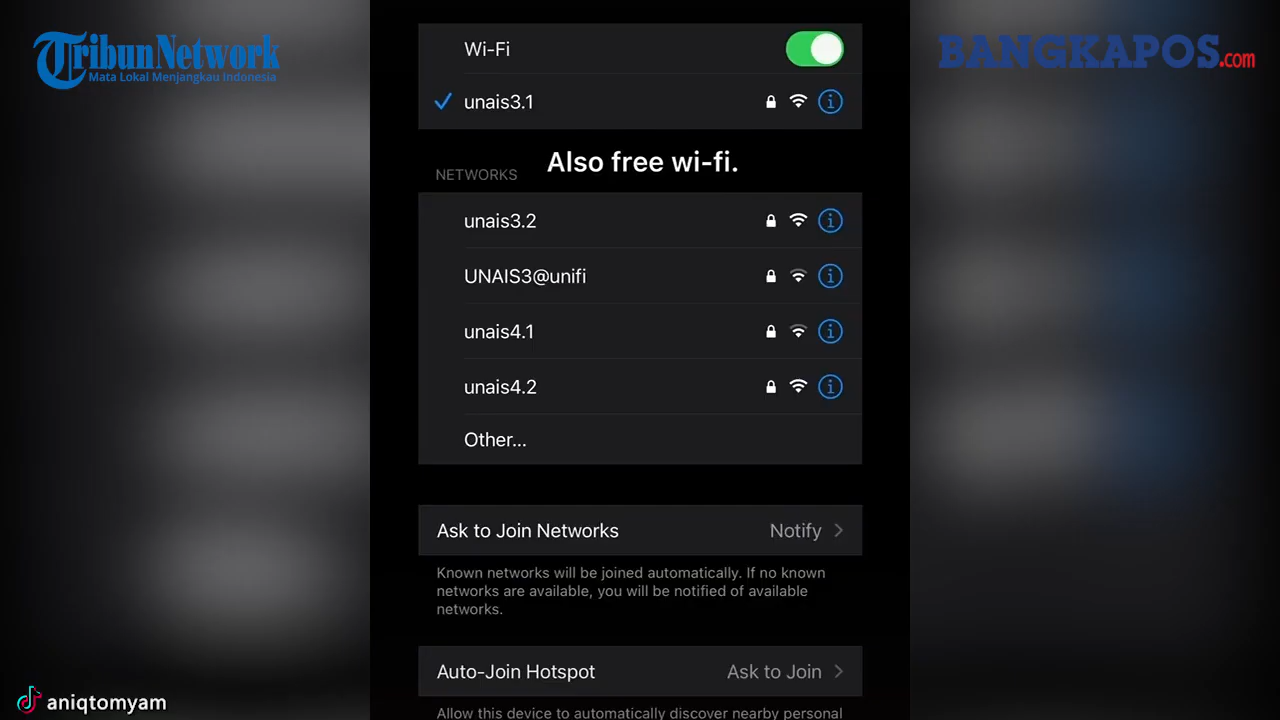 TribunNetwork
Mata Lokal Menjangkau Indonesia
BANGKAPOS.com
Wi-Fi
unais3.1
Also free wi-fi.
NETWORKS
unais3.2
UNAIS3@unifi
unais4.1
unais4.2
Other...
Ask to Join Networks Notify
Known networks will be joined automatically. If no known
networks are available, you will be notified of available
networks.
Auto-Join Hotspot Ask to Join
Allow this device to automatically discover nearby personal
aniqtomyam